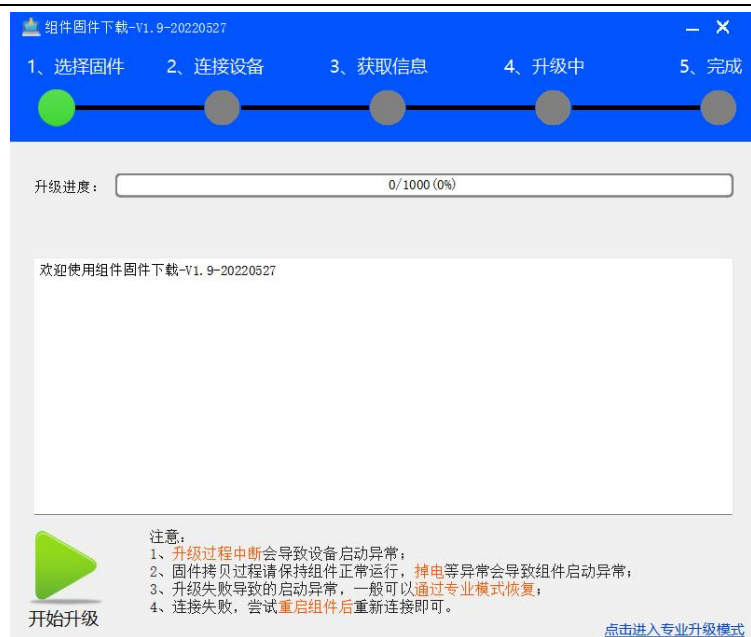 组件固件下载-V1.9-20220527
1、选择固件 2、连接设备 3、获取信息 4、升级中 5、完成
升级进度： 0/1000(0%)
欢迎使用组件固件下载-V1.9-20220527
注意：
1、升级过程中断会导致设备启动异常；
2、固件拷贝过程请保持组件正常运行，掉电等异常会导致组件启动异常；
3、升级失败导致的启动异常，一般可以通过专业模式恢复；
4、连接失败，尝试重启组件后重新连接即可。
开始升级
点击进入专业升级模式